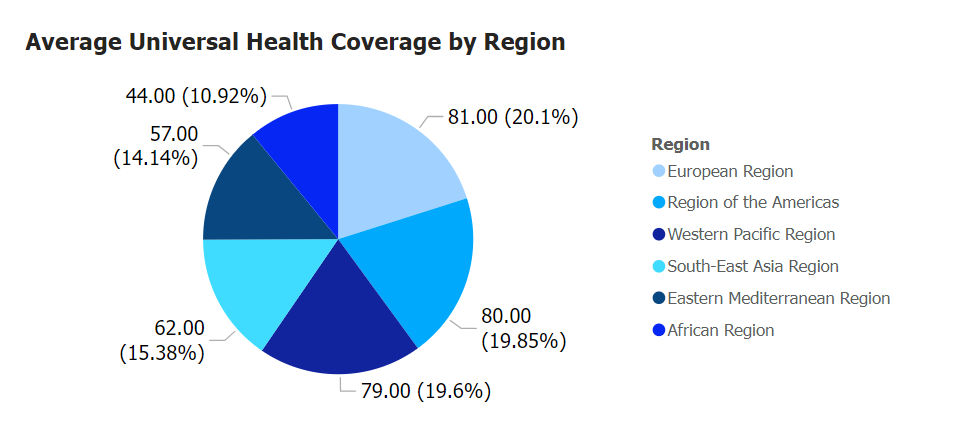 Average Universal Health Coverage by Region
44.00 (10.92%)
81.00 (20.1%)
57.00
(14.14%)
80.00
(19.85%)
62.00
(15.38%)
79.00 (19.6%)
Region
European Region
Region of the Americas
Western Pacific Region
South-East Asia Region
Eastern Mediterranean Region
African Region